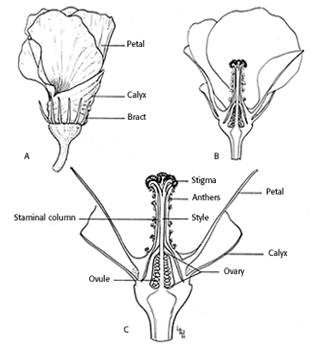 Petal
Calyx
Bract
A
B
Stigma
Anthers
Petal
Staminal column
Style
Calyx
Ovule
Ovary
C